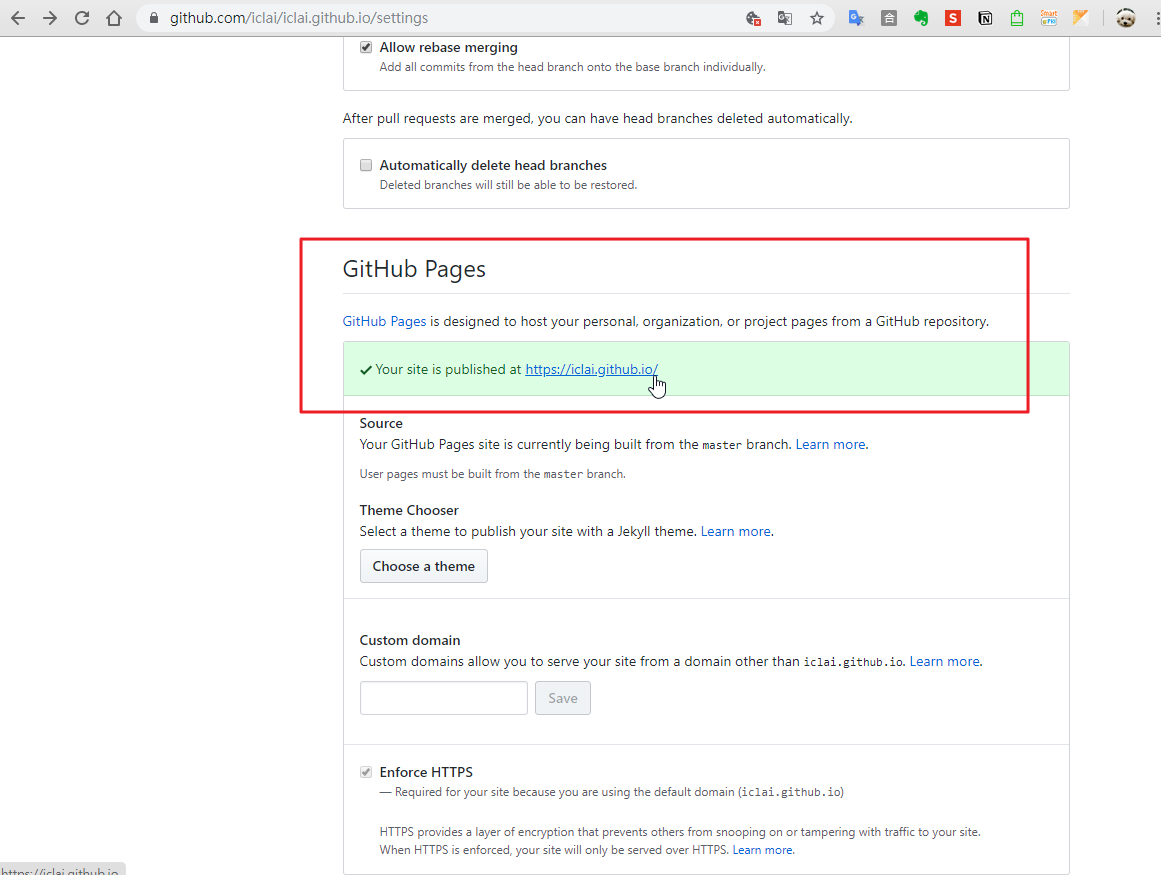 github.com/iclai/iclai.github.io/settings
Allow rebase merging
Add all commits from the head branch onto the base branch individually.
After pull requests are merged, you can have head branches deleted automatically.
Automatically delete head branches
Deleted branches will still be able to be restored.
GitHub Pages
GitHub Pages is designed to host your personal, organization, or project pages from a GitHub repository.
Your site is published at https://iclai.github.io/
Source
Your GitHub Pages site is currently being built from the master branch. Learn more.
User pages must be built from the master branch.
Theme Chooser
Select a theme to publish your site with a Jekyll theme. Learn more.
Choose a theme
Custom domain
Custom domains allow you to serve your site from a domain other than iclai.github.io. Learn more.
Save
Enforce HTTPS
— Required for your site because you are using the default domain (iclai.github.io)
HTTPS provides a layer of encryption that prevents others from snooping on or tampering with traffic to your site.
When HTTPS is enforced, your site will only be served over HTTPS. Learn more.
https://iclai.github.io